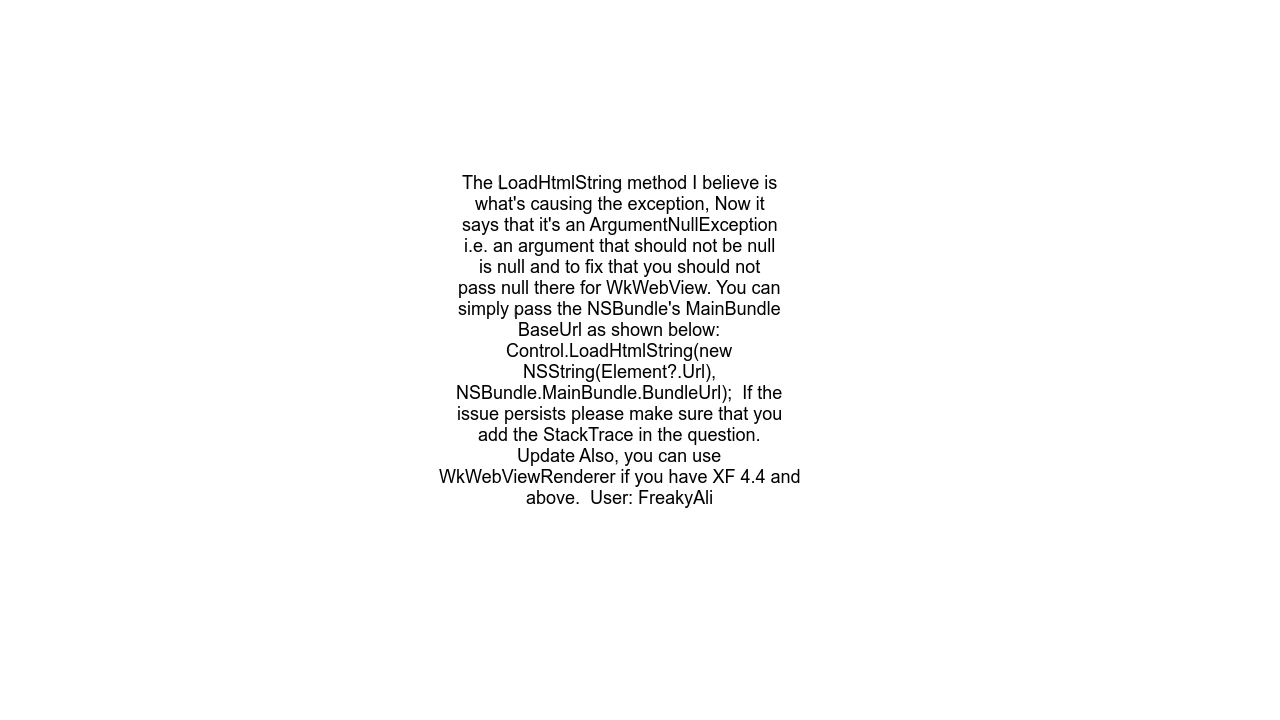 The LoadHtmlString method I believe is
what's causing the exception, Now it
says that it's an ArgumentNullException
i.e. an argument that should not be null
is null and to fix that you should not
pass null there for WkWebView. You can
simply pass the NSBundle's MainBundle
BaseUrl as shown below:
Control.LoadHtmlString(new
NSString(Element?.Url),
NSBundle.MainBundle.BundleUrl);  If the
issue persists please make sure that you
add the StackTrace in the question.
Update Also, you can use
WkWebViewRenderer if you have XF 4.4 and
above.  User: FreakyAli